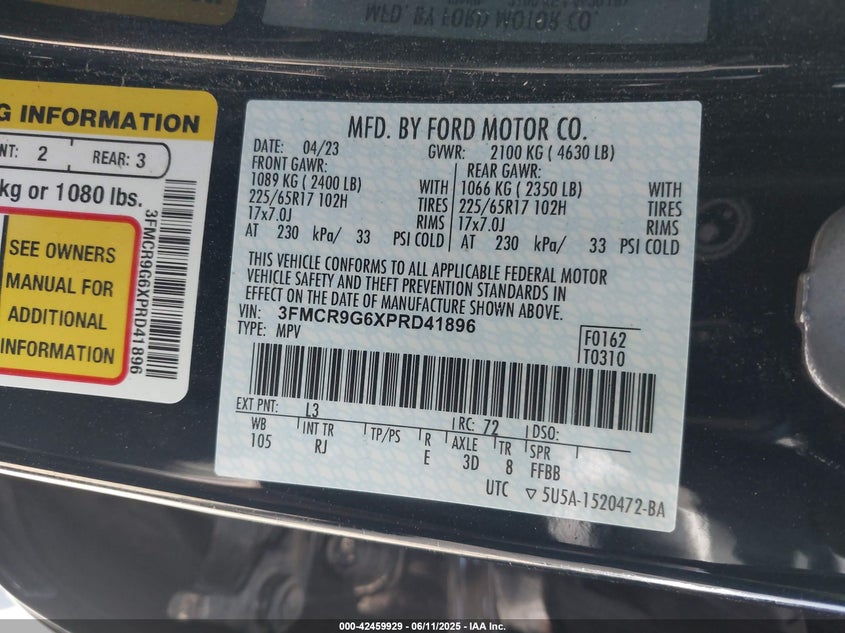 MFD. BY FORD MOTOR CO.
G INFORMATION
NT: 2 REAR: 3
kg or 1080 lbs.
SEE OWNERS
MANUAL FOR
ADDITIONAL
INFORMATION
3FMCR9G6XPRD41896
MFD. BY FORD MOTOR CO.
DATE: 04/23 GVWR: 2100 KG ( 4630 LB)
FRONT GAWR: REAR GAWR:
1089 KG ( 2400 LB) WITH 1066 KG ( 2350 LB) WITH
225/65R17 102H TIRES 225/65R17 102H TIRES
17x7.0J RIMS 17x7.0J RIMS
AT 230 kPa/ 33 PSI COLD AT 230 kPa/ 33 PSI COLD
THIS VEHICLE CONFORMS TO ALL APPLICABLE FEDERAL MOTOR
VEHICLE SAFETY AND THEFT PREVENTION STANDARDS IN
EFFECT ON THE DATE OF MANUFACTURE SHOWN ABOVE.
VIN: 3FMCR9G6XPRD41896
TYPE: MPV
F0162
T0310
EXT PNT: L3 RC: 72 DSO:
WB INT TR TP/PS R AXLE TR SPR
105 RJ E 3D 8 FFBB
UTC ▽ 5U5A-1520472-BA
000-42459929 - 06/11/2025 - IAA Inc.